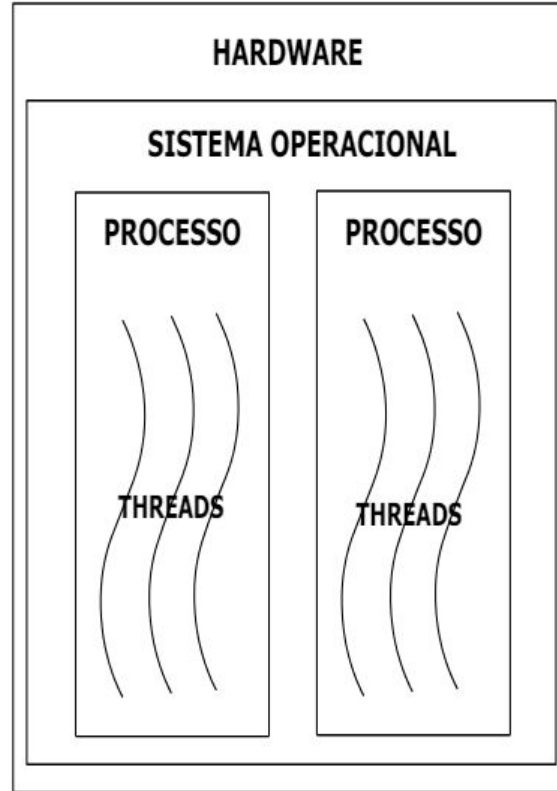 HARDWARE
SISTEMA OPERACIONAL
PROCESSO PROCESSO
THREADS THREADS